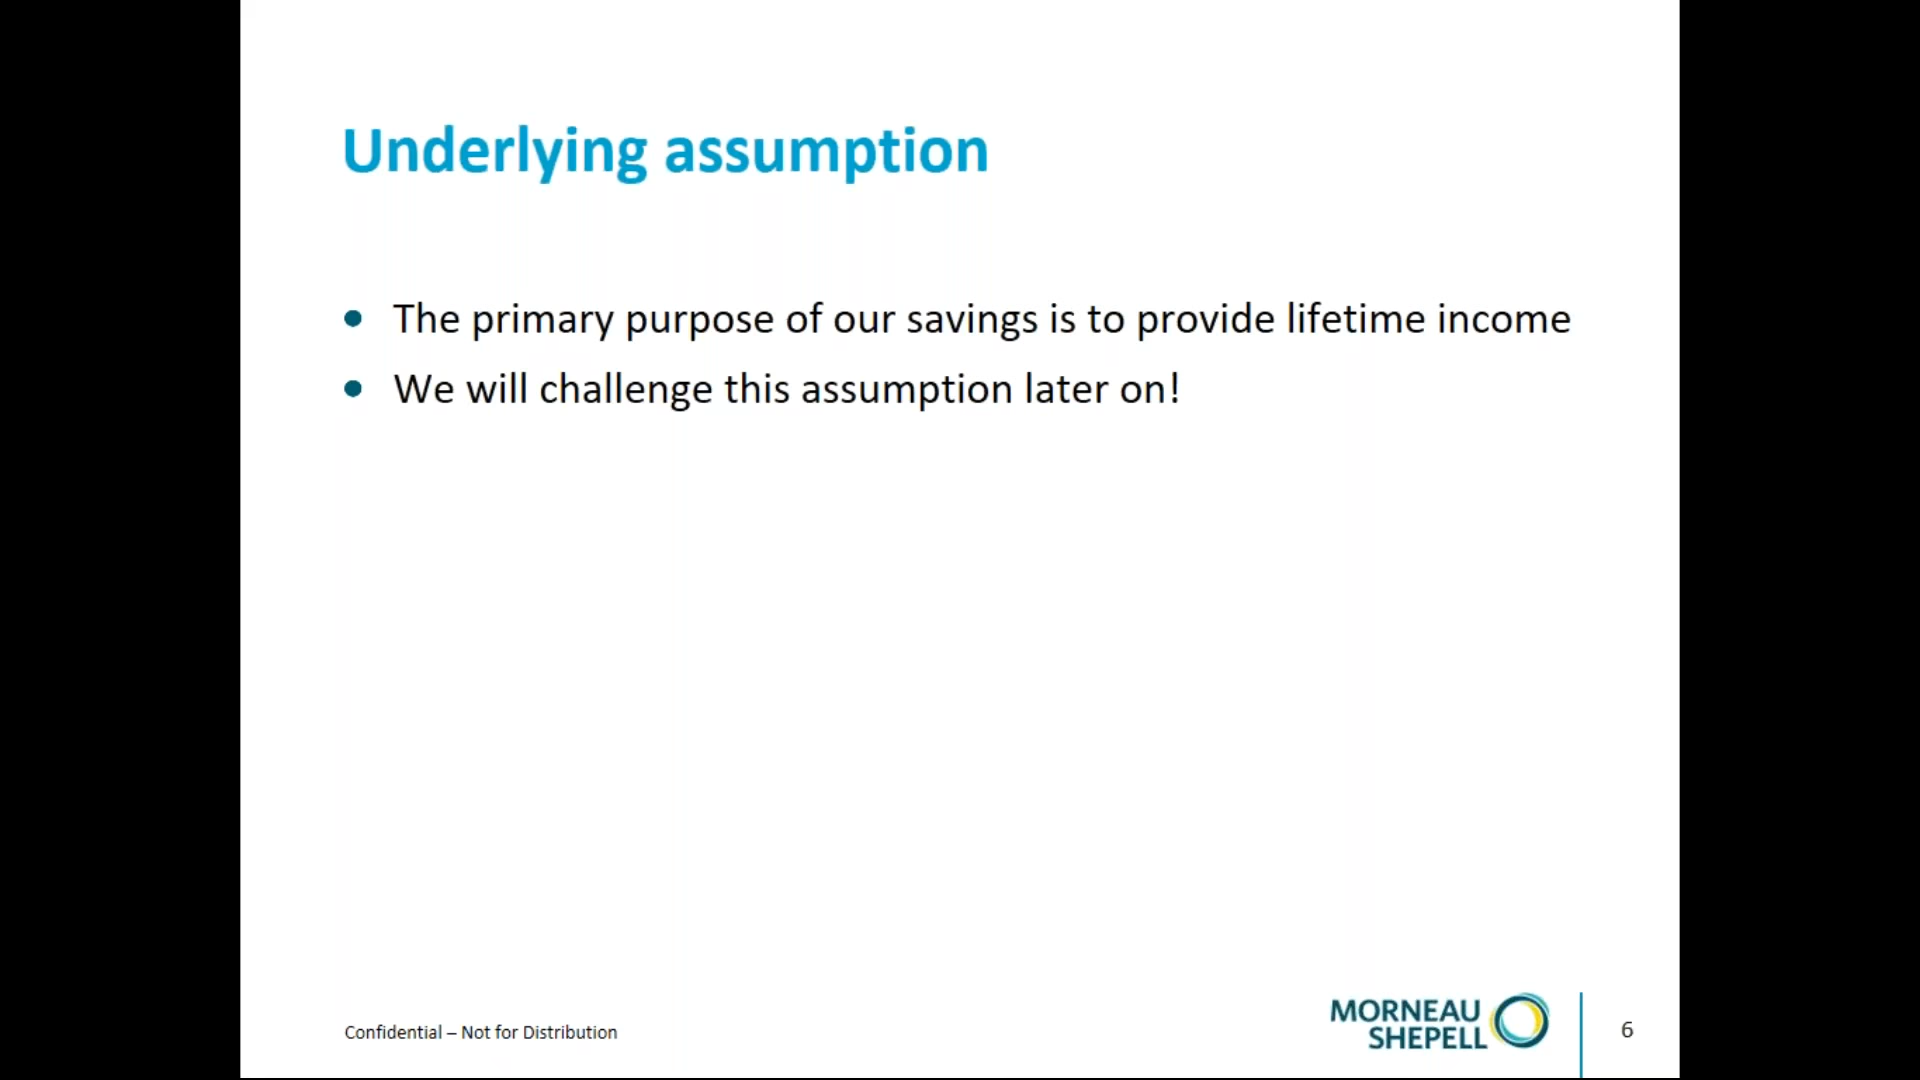 Underlying assumption
• The primary purpose of our savings is to provide lifetime income
• We will challenge this assumption later on!
Confidential – Not for Distribution
MORNEAU
SHEPELL
6